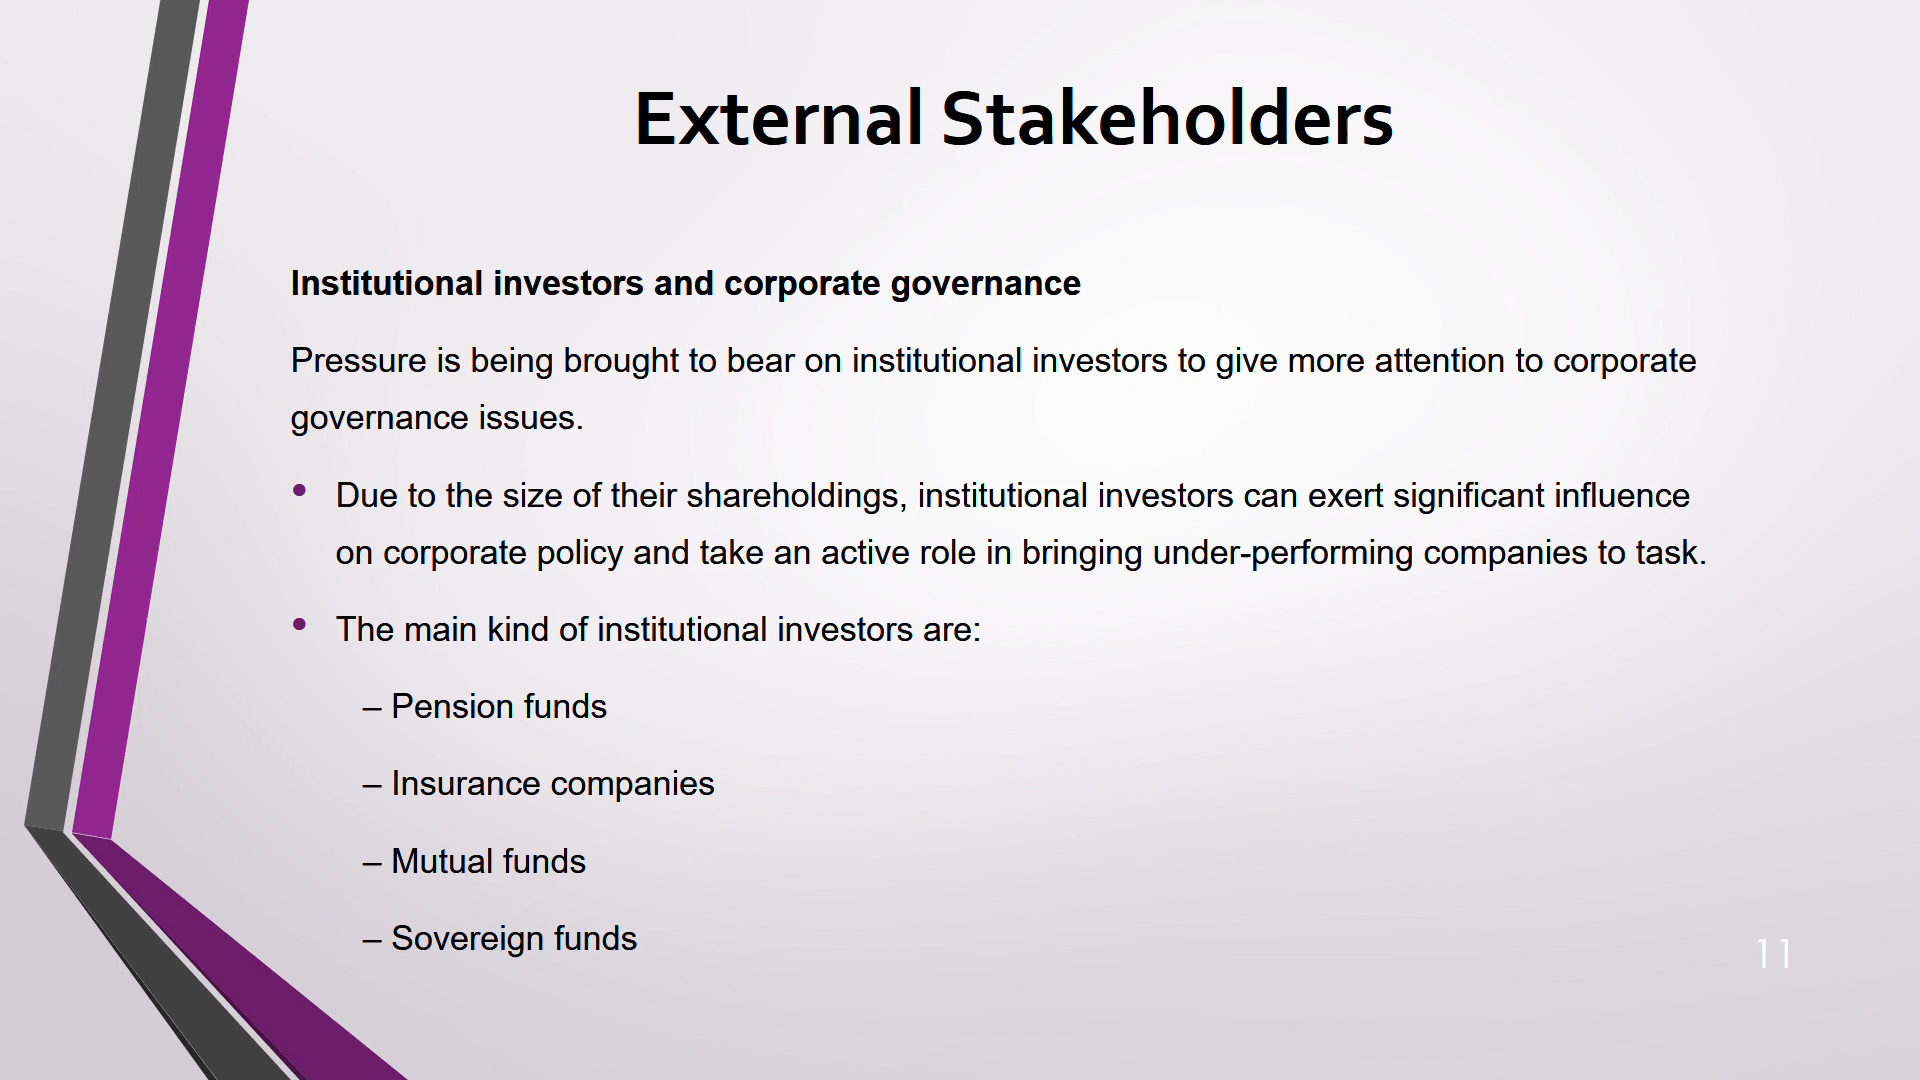 External Stakeholders
Institutional investors and corporate governance
Pressure is being brought to bear on institutional investors to give more attention to corporate
governance issues.
• Due to the size of their shareholdings, institutional investors can exert significant influence
on corporate policy and take an active role in bringing under-performing companies to task.
• The main kind of institutional investors are:
– Pension funds
– Insurance companies
– Mutual funds
– Sovereign funds
11